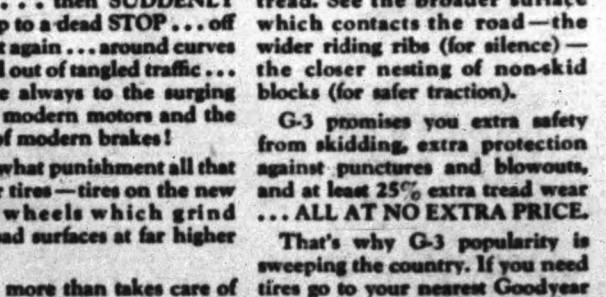 ... then SUDDENLY
p to a dead STOP ... off
t again ... around curves
l out of tangled traffic ...
e always to the surging
modern motors and the
of modern brakes!
what punishment all that
r tires—tires on the new
wheels which grind
oad surfaces at far higher
more than takes care of
tread. See the broader surface
which contacts the road—the
wider riding ribs (for silence)—
the closer nesting of non-skid
blocks (for safer traction).
G-3 promises you extra safety
from skidding, extra protection
against punctures and blowouts,
and at least 25% extra tread wear
... ALL AT NO EXTRA PRICE.
That's why G-3 popularity is
sweeping the country. If you need
tires go to your nearest Goodyear